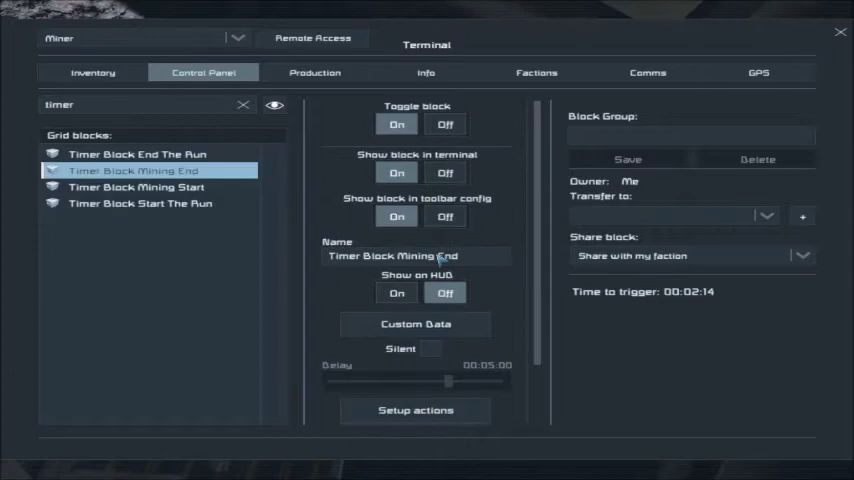 Miner
Remote Access
Terminal
Inventory
Control Panel
Production
Info
Factions
Comms
GPS
timer
Grid blocks:
Timer Block End The Run
Timer Block Mining End
Timer Block Mining Start
Timer Block Start The Run
Toggle block
On Off
Show block in terminal
On Off
Show block in toolbar config
On Off
Name
Timer Block Mining End
Show on HUD
On Off
Custom Data
Silent
Delay 00:05:00
Setup actions
Block Group:
Save Delete
Owner: Me
Transfer to:
+
Share block:
Share with my faction
Time to trigger: 00:02:14